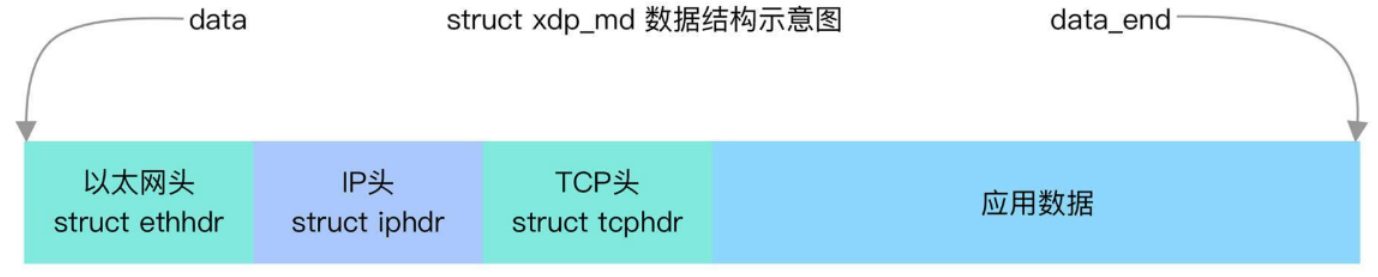 data
struct xdp_md 数据结构示意图
data_end
以太网头
struct ethhdr
IP头
struct iphdr
TCP头
struct tcphdr
应用数据